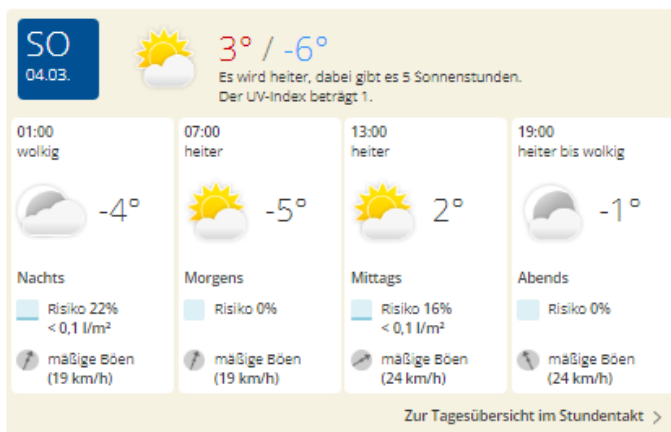 SO
04.03.
3° / -6°
Es wird heiter, dabei gibt es 5 Sonnenstunden.
Der UV-Index beträgt 1.
01:00
wolkig
-4°
Nachts
Risiko 22%
< 0,1 l/m²
mäßige Böen
(19 km/h)
07:00
heiter
-5°
Morgens
Risiko 0%
mäßige Böen
(19 km/h)
13:00
heiter
2°
Mittags
Risiko 16%
< 0,1 l/m²
mäßige Böen
(24 km/h)
19:00
heiter bis wolkig
-1°
Abends
Risiko 0%
mäßige Böen
(24 km/h)
Zur Tagesübersicht im Stundentakt >